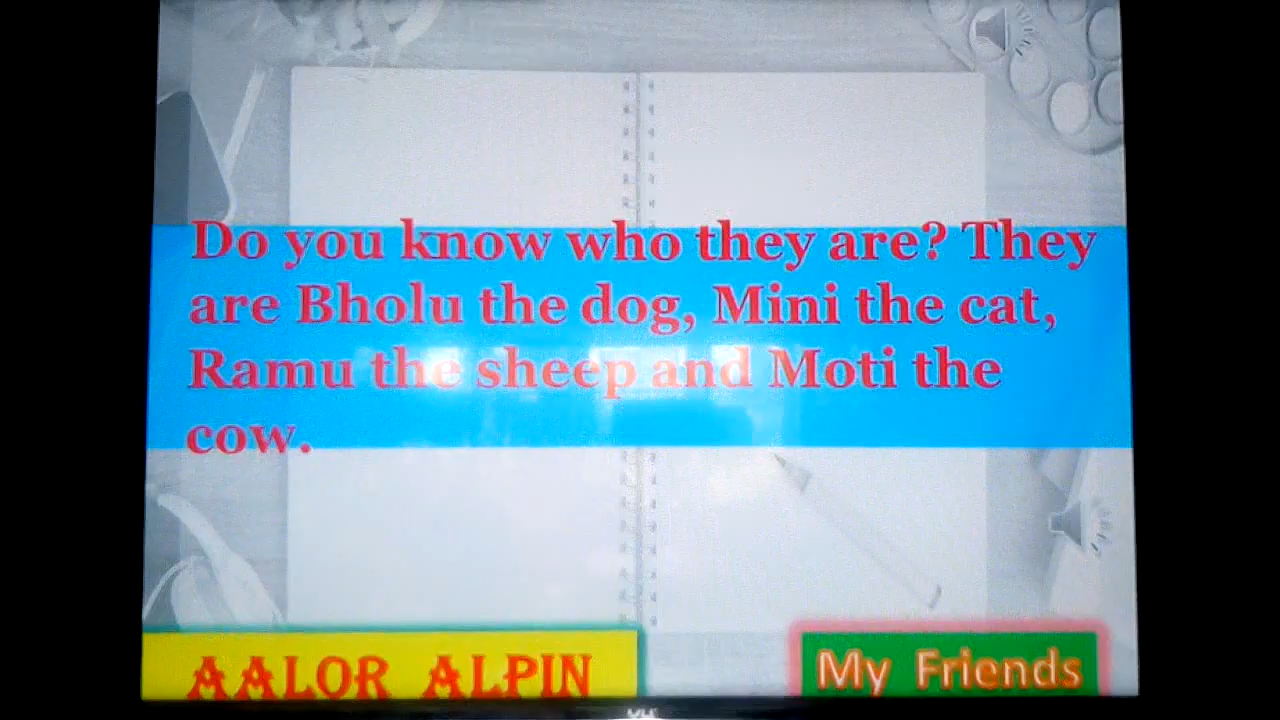 Do you know who they are? They
are Bholu the dog, Mini the cat,
Ramu the sheep and Moti the
cow.
AALOR ALPIN
My Friends